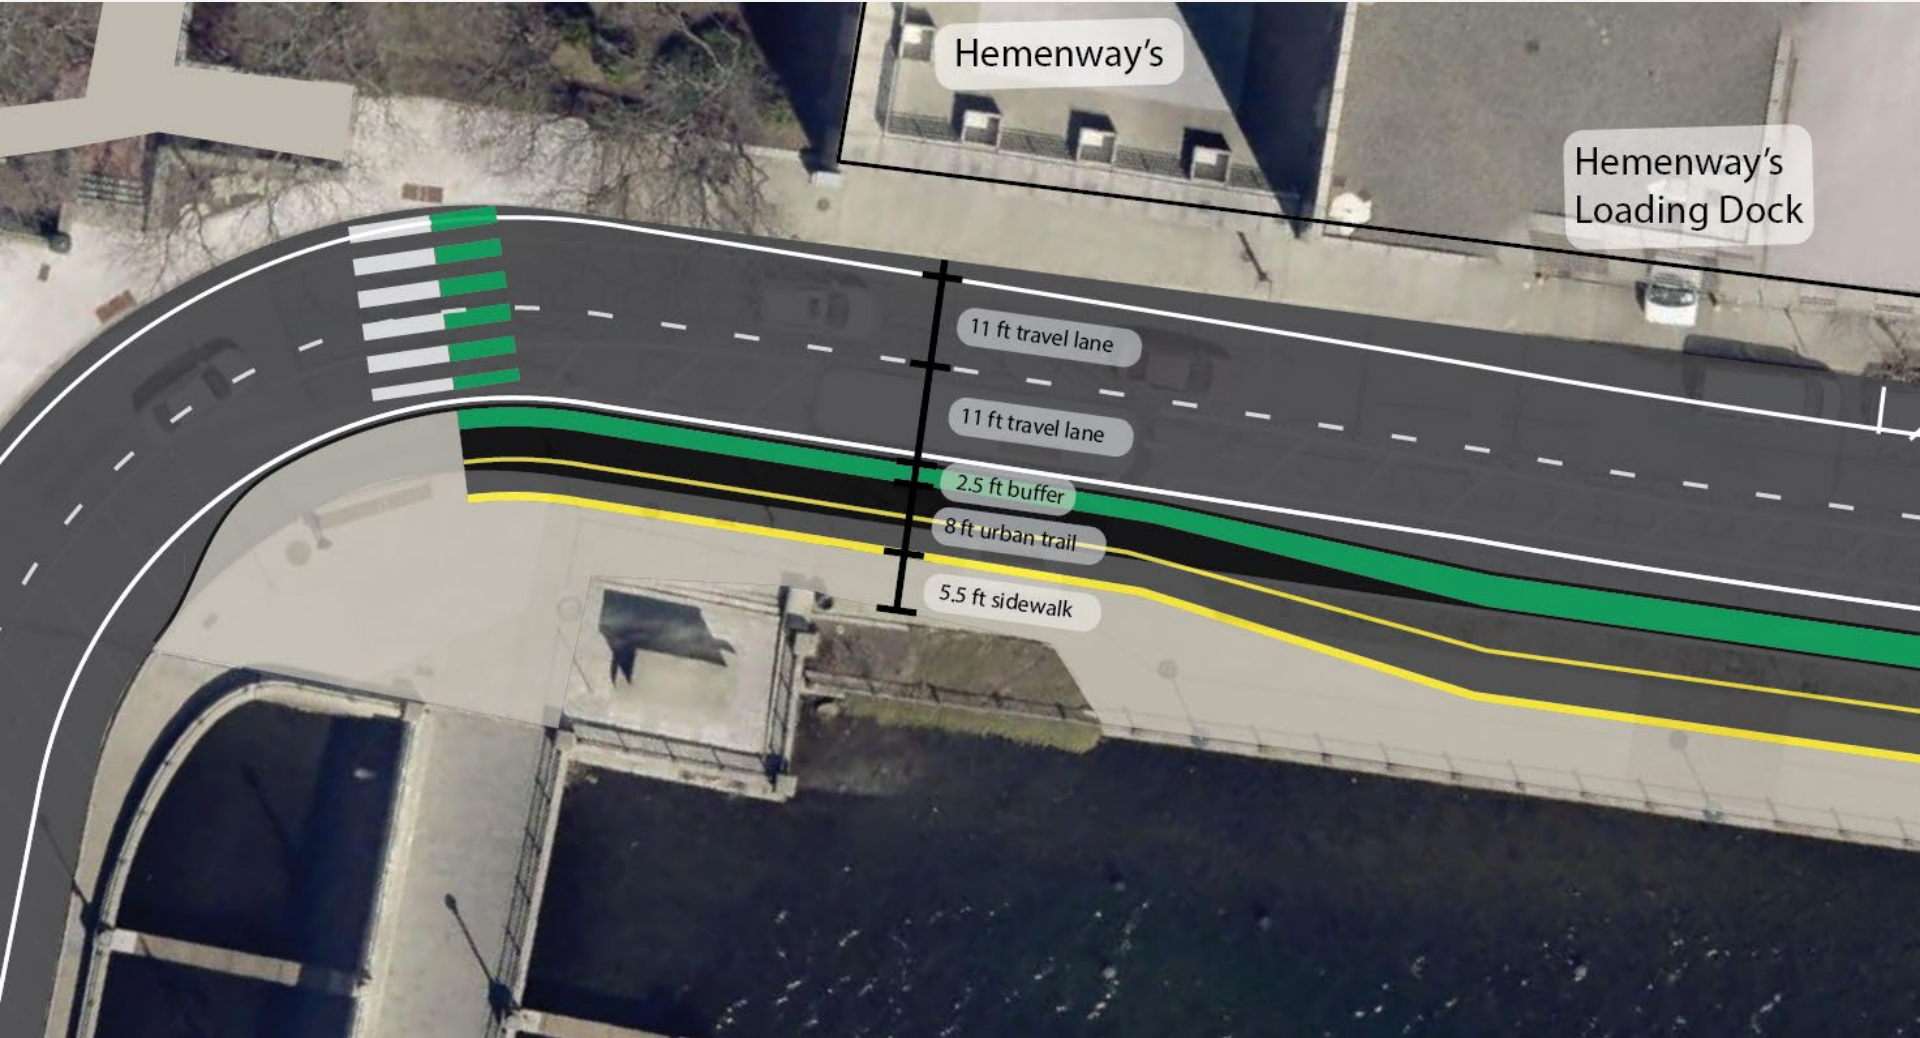 Hemenway's
Hemenway's
Loading Dock
11 ft travel lane
11 ft travel lane
2.5 ft buffer
8 ft urban trail
5.5 ft sidewalk